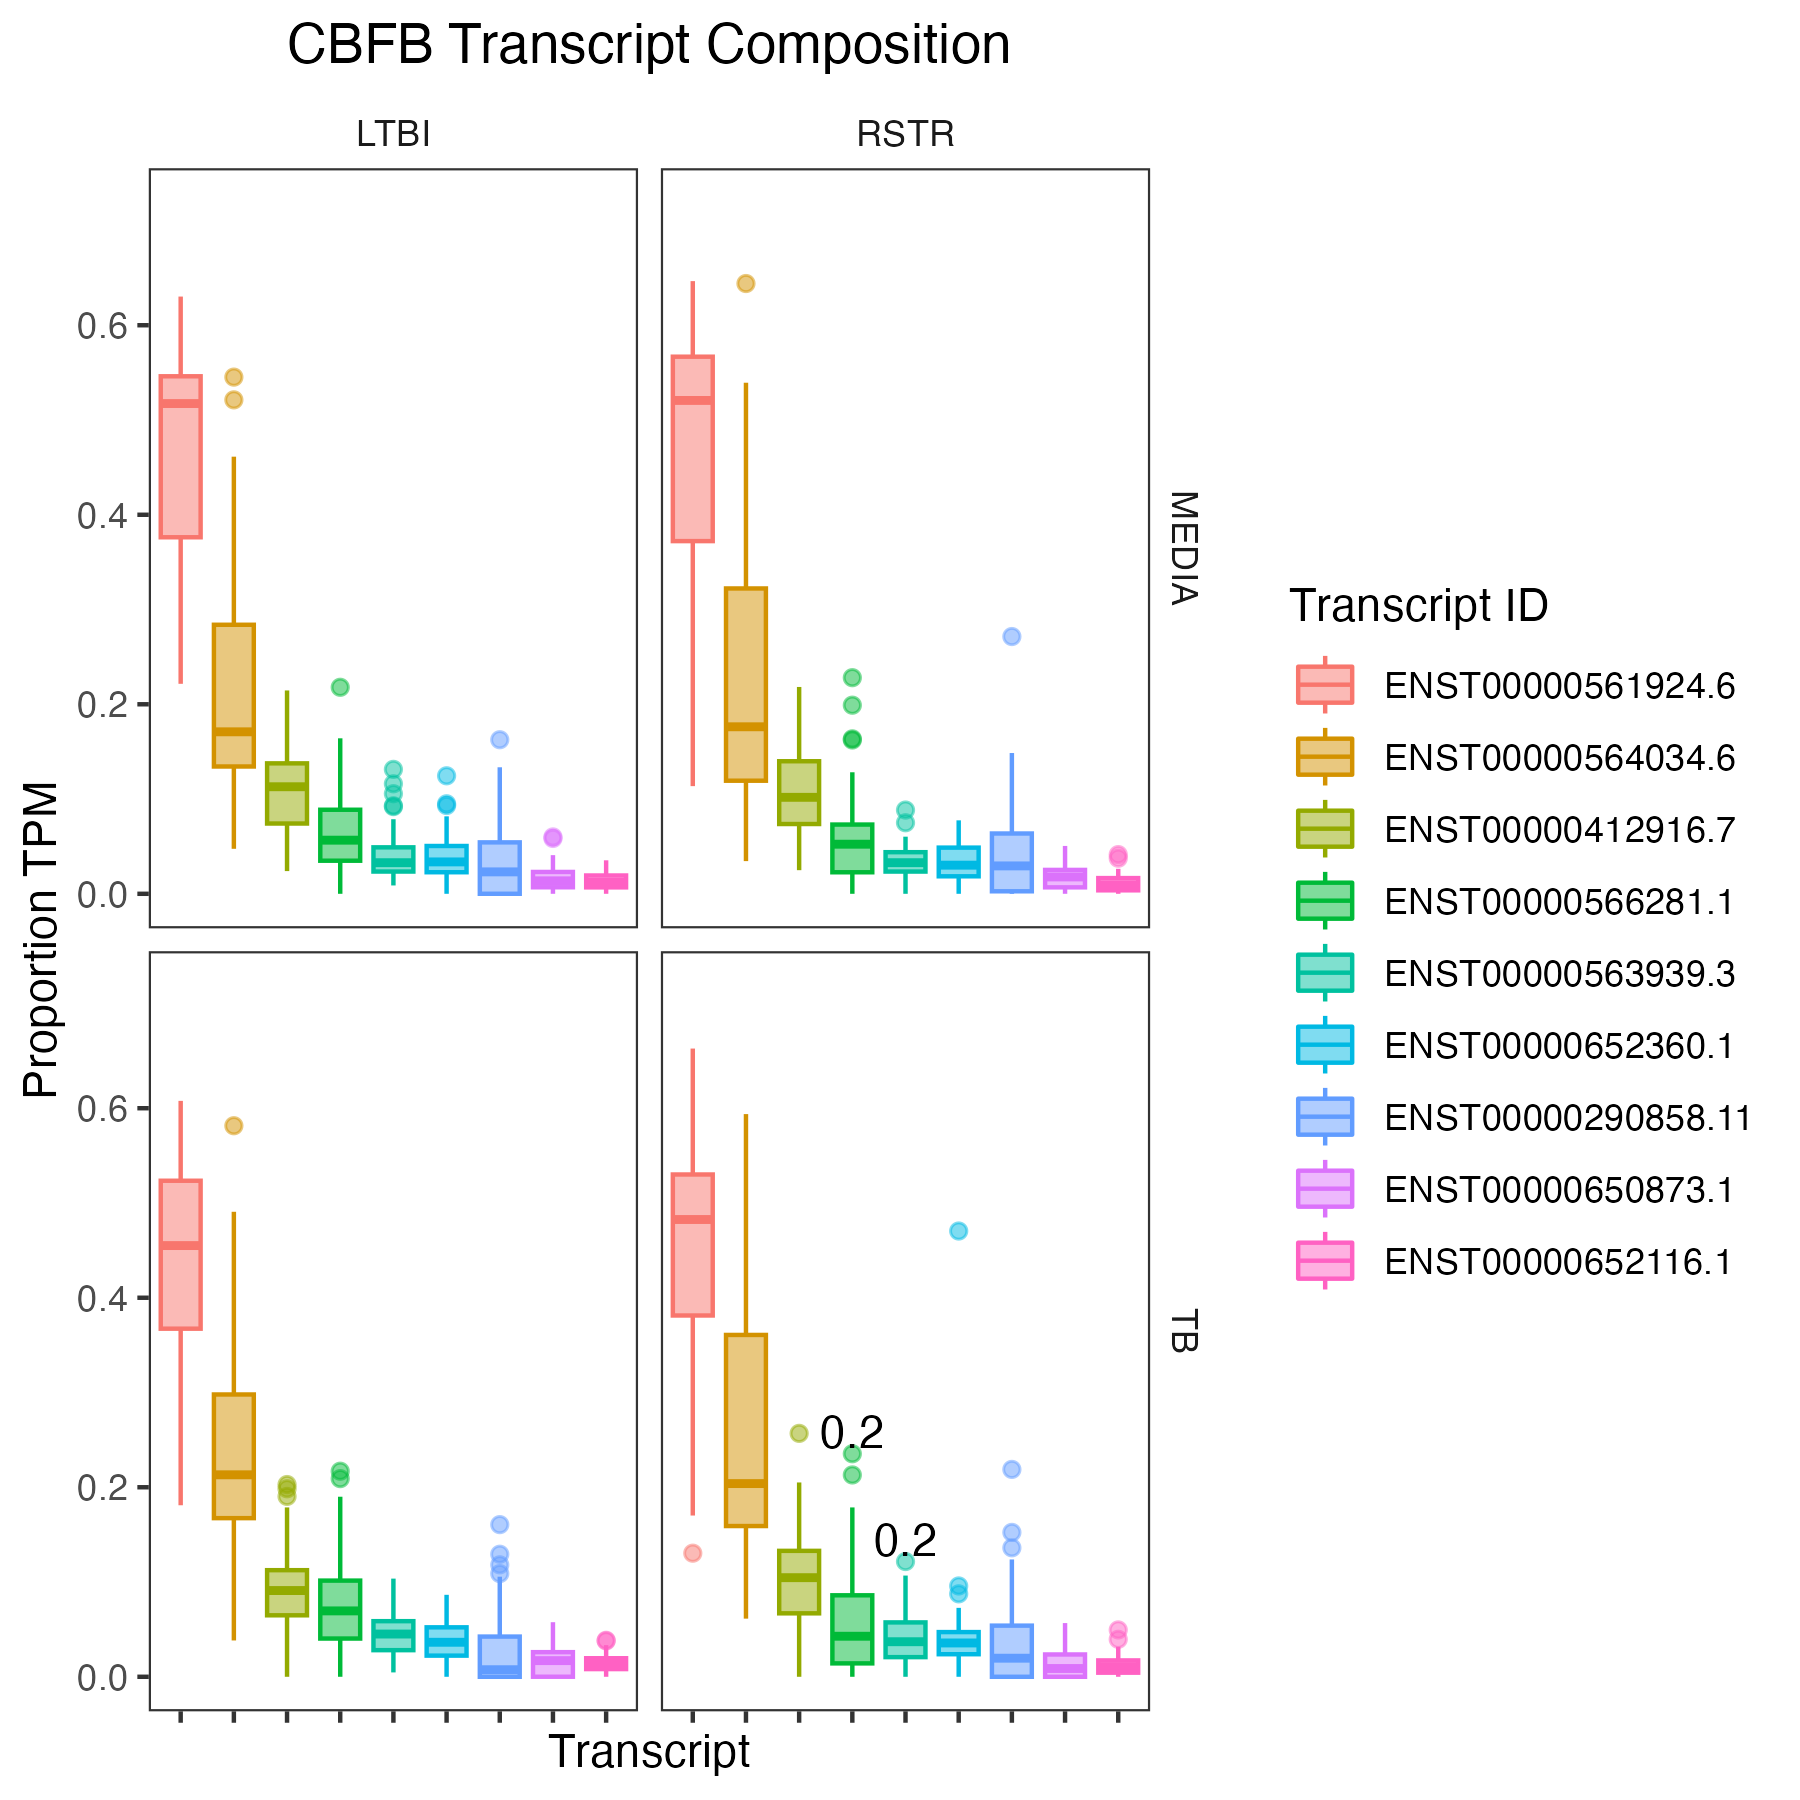 CBFB Transcript Composition
LTBI
RSTR
0.6
0.4
0.2
0.0
MEDIA
0.6
0.4
0.2
0.0
0.2
0.2
TB
Proportion TPM
Transcript
Transcript ID
ENST00000561924.6
ENST00000564034.6
ENST00000412916.7
ENST00000566281.1
ENST00000563939.3
ENST00000652360.1
ENST00000290858.11
ENST00000650873.1
ENST00000652116.1